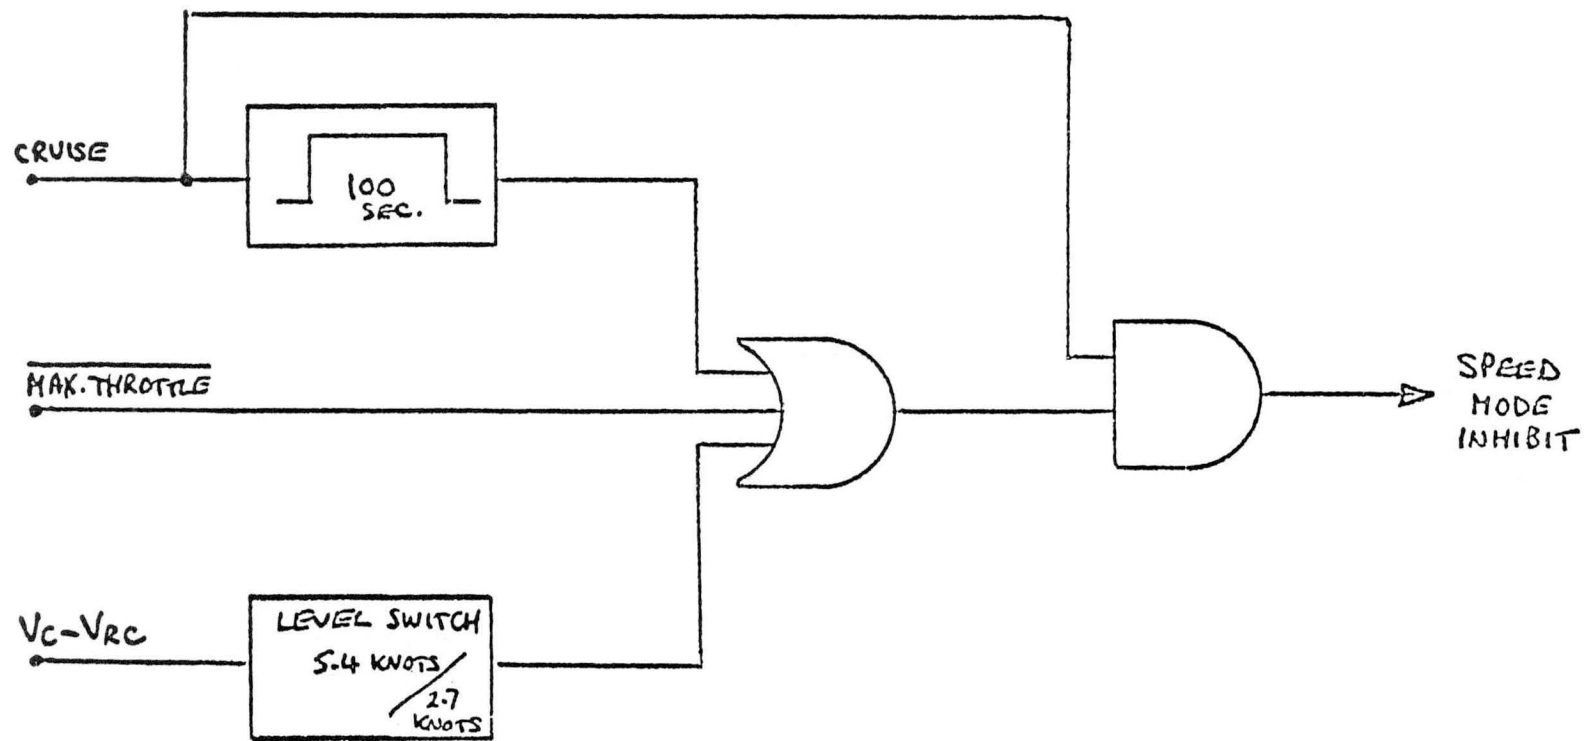 CRUISE
100
SEC.
MAX.THROTTLE
SPEED
MODE
INHIBIT
VC-VRC
LEVEL SWITCH
5.4 KNOTS/
2.7
KNOTS